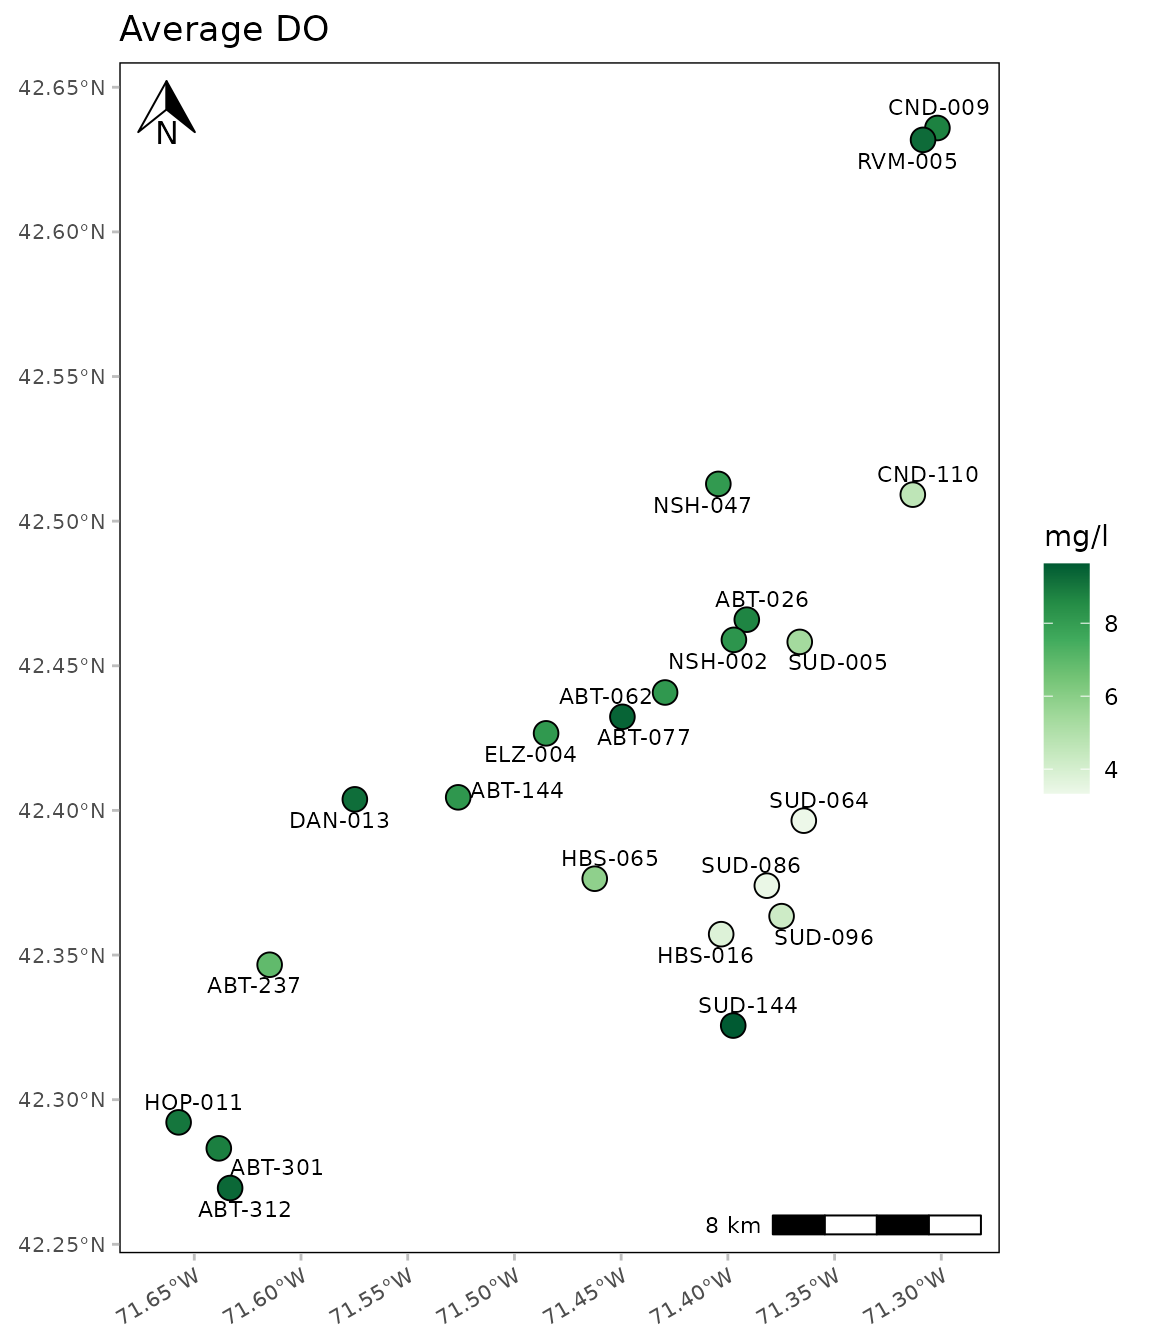 Average DO
42.65°N
N
CND-009
RVM-005
42.60°N
42.55°N
CND-110
NSH-047
42.50°N
mg/l
ABT-026
8
NSH-002
SUD-005
42.45°N
ABT-062
6
ABT-077
ELZ-004
4
ABT-144
SUD-064
42.40°N
DAN-013
HBS-065
SUD-086
SUD-096
HBS-016
42.35°N
ABT-237
SUD-144
42.30°N
HOP-011
ABT-301
ABT-312
8 km
42.25°N
71.65°W
71.60°W
71.55°W
71.50°W
71.45°W
71.40°W
71.35°W
71.30°W